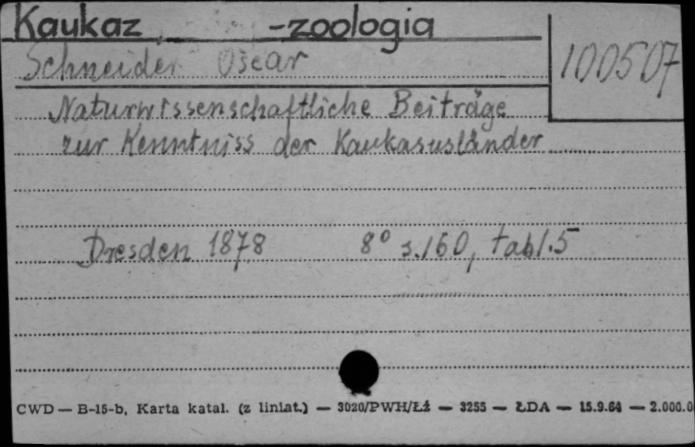 Kaukaz -zoologia
100507
Schneider Oscar
Naturwissenschaftliche Beiträge
zur Kenntniss der Kaukasusländer
Dresden 1878 8° s.160, tabl.5
CWD — B-15-b, Karta katal. (z liniat.) — 3020/PWH/Łź — 3255 — ŁDA — 15.9.64 — 2.000.0